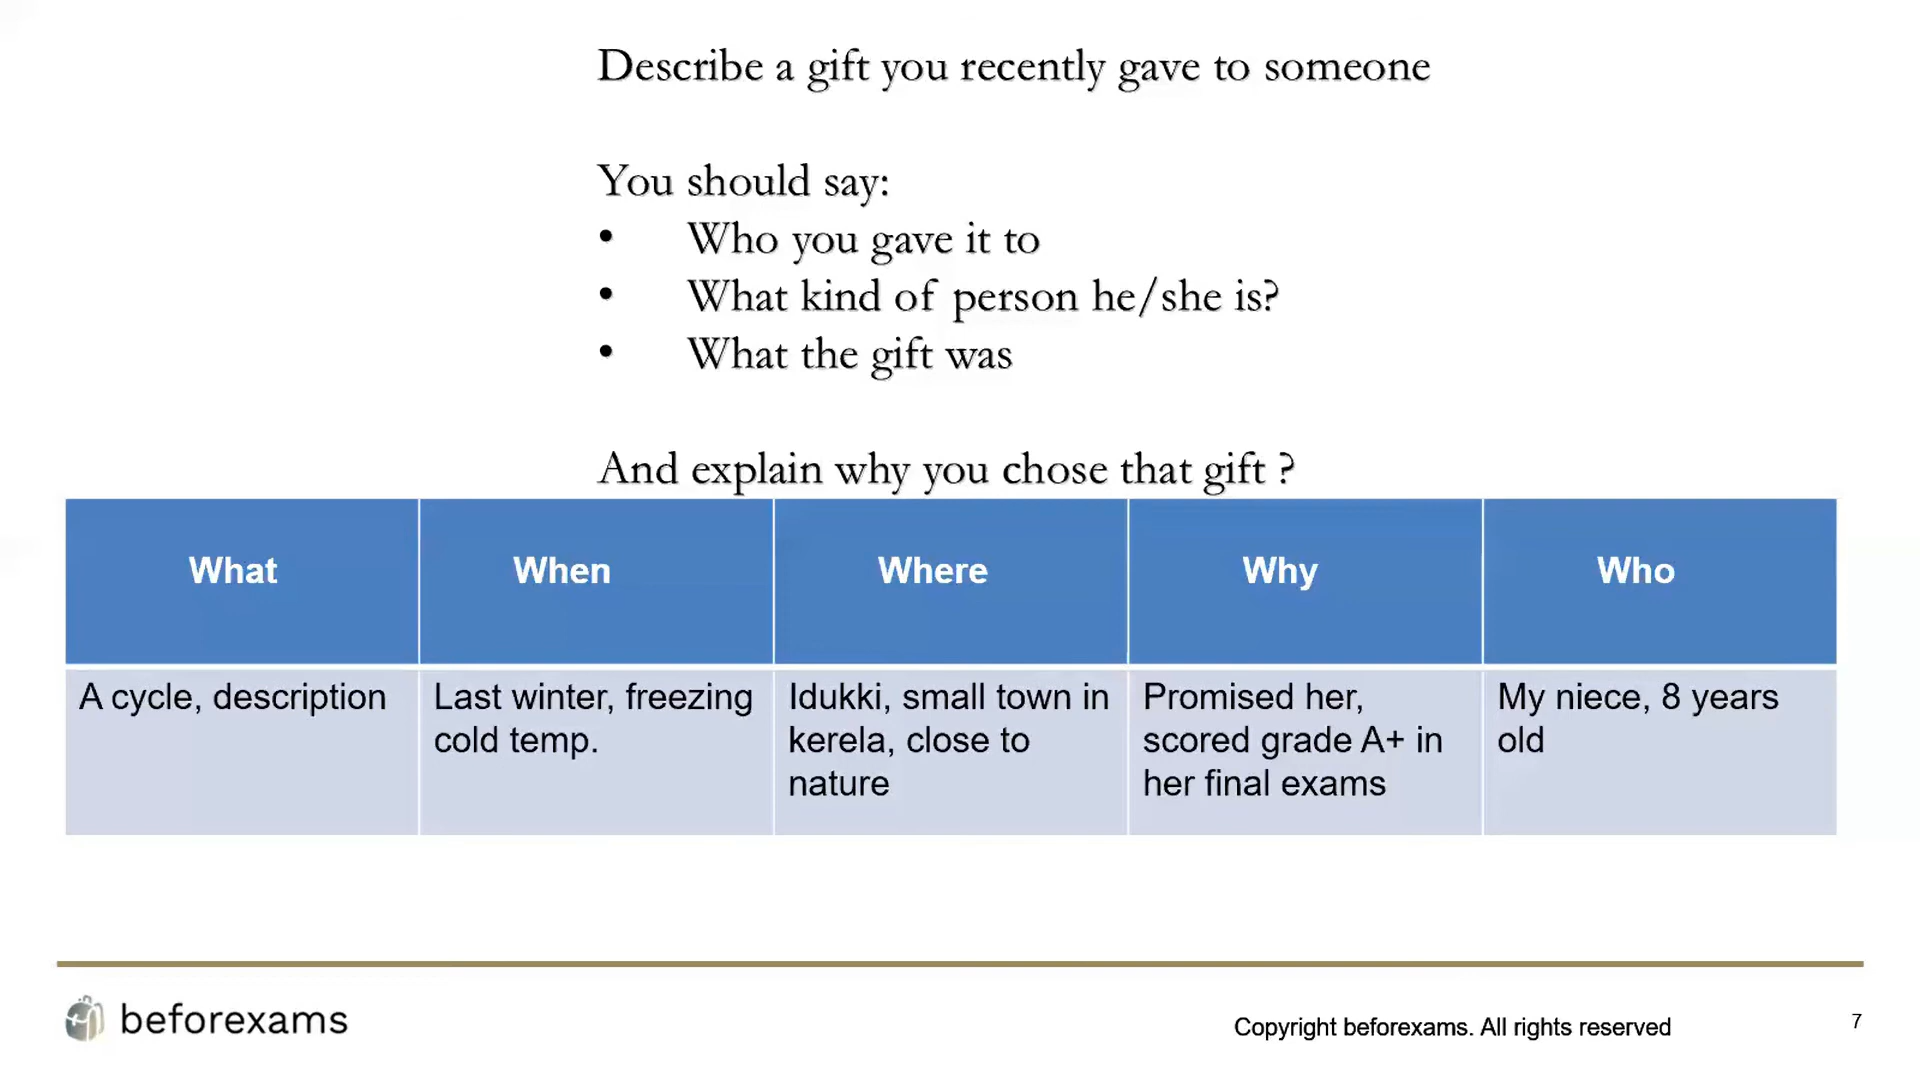 Describe a gift you recently gave to someone
You should say:
• Who you gave it to
• What kind of person he/she is?
• What the gift was
And explain why you chose that gift ?
What
When
Where
Why
Who
A cycle, description
Last winter, freezing
cold temp.
Idukki, small town in
kerela, close to
nature
Promised her,
scored grade A+ in
her final exams
My niece, 8 years
old
beforexams
Copyright beforexams. All rights reserved
7